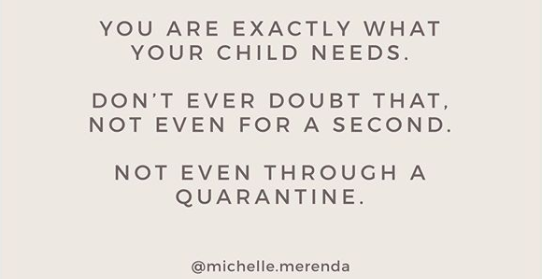 YOU ARE EXACTLY WHAT
YOUR CHILD NEEDS.
DON'T EVER DOUBT THAT,
NOT EVEN FOR A SECOND.
NOT EVEN THROUGH A
QUARANTINE.
@michelle.merenda